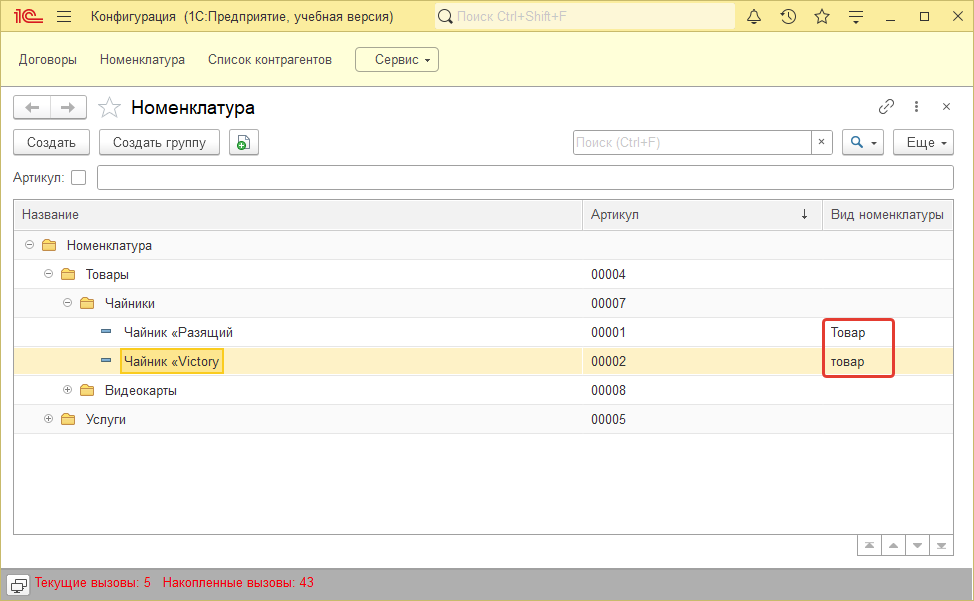 1С Конфигурация (1С:Предприятие, учебная версия) Поиск Ctrl+Shift+F
Договоры Номенклатура Список контрагентов Сервис
Номенклатура
Создать Создать группу Поиск (Ctrl+F) × Еще
Артикул:
Название Артикул ↓ Вид номенклатуры
Номенклатура
Товары 00004
Чайники 00007
Чайник «Разящий 00001 Товар
Чайник «Victory 00002 товар
Видеокарты 00008
Услуги 00005
Текущие вызовы: 5 Накопленные вызовы: 43